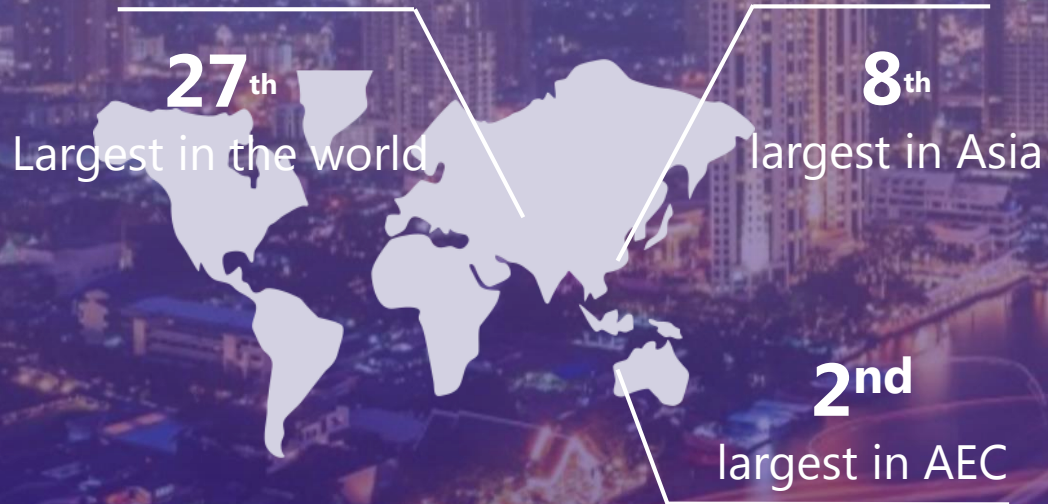 27th
Largest in the world
8th
largest in Asia
2nd
largest in AEC